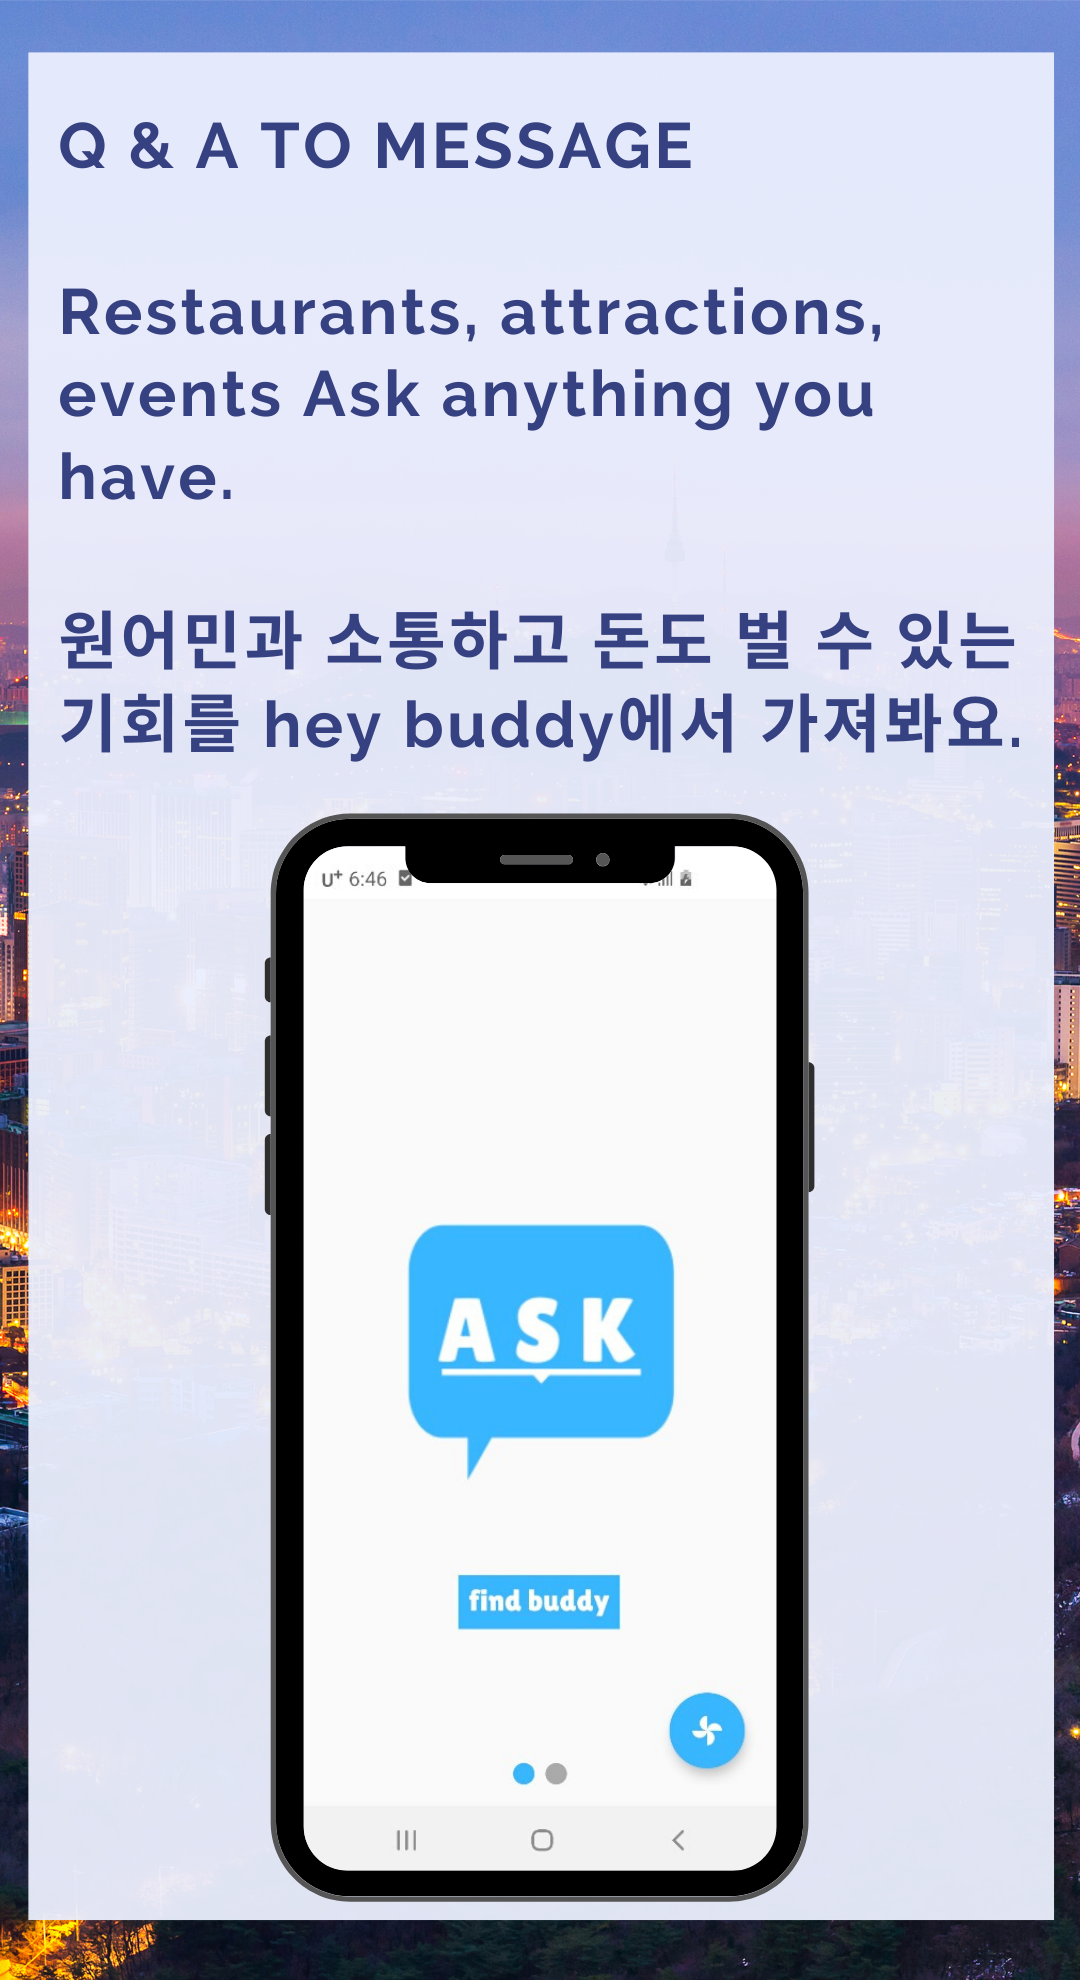 Q & A TO MESSAGE
Restaurants, attractions,
events Ask anything you
have.
원어민과 소통하고 돈도 벌 수 있는
기회를 hey buddy에서 가져봐요.
U+ 6:46
ASK
find buddy